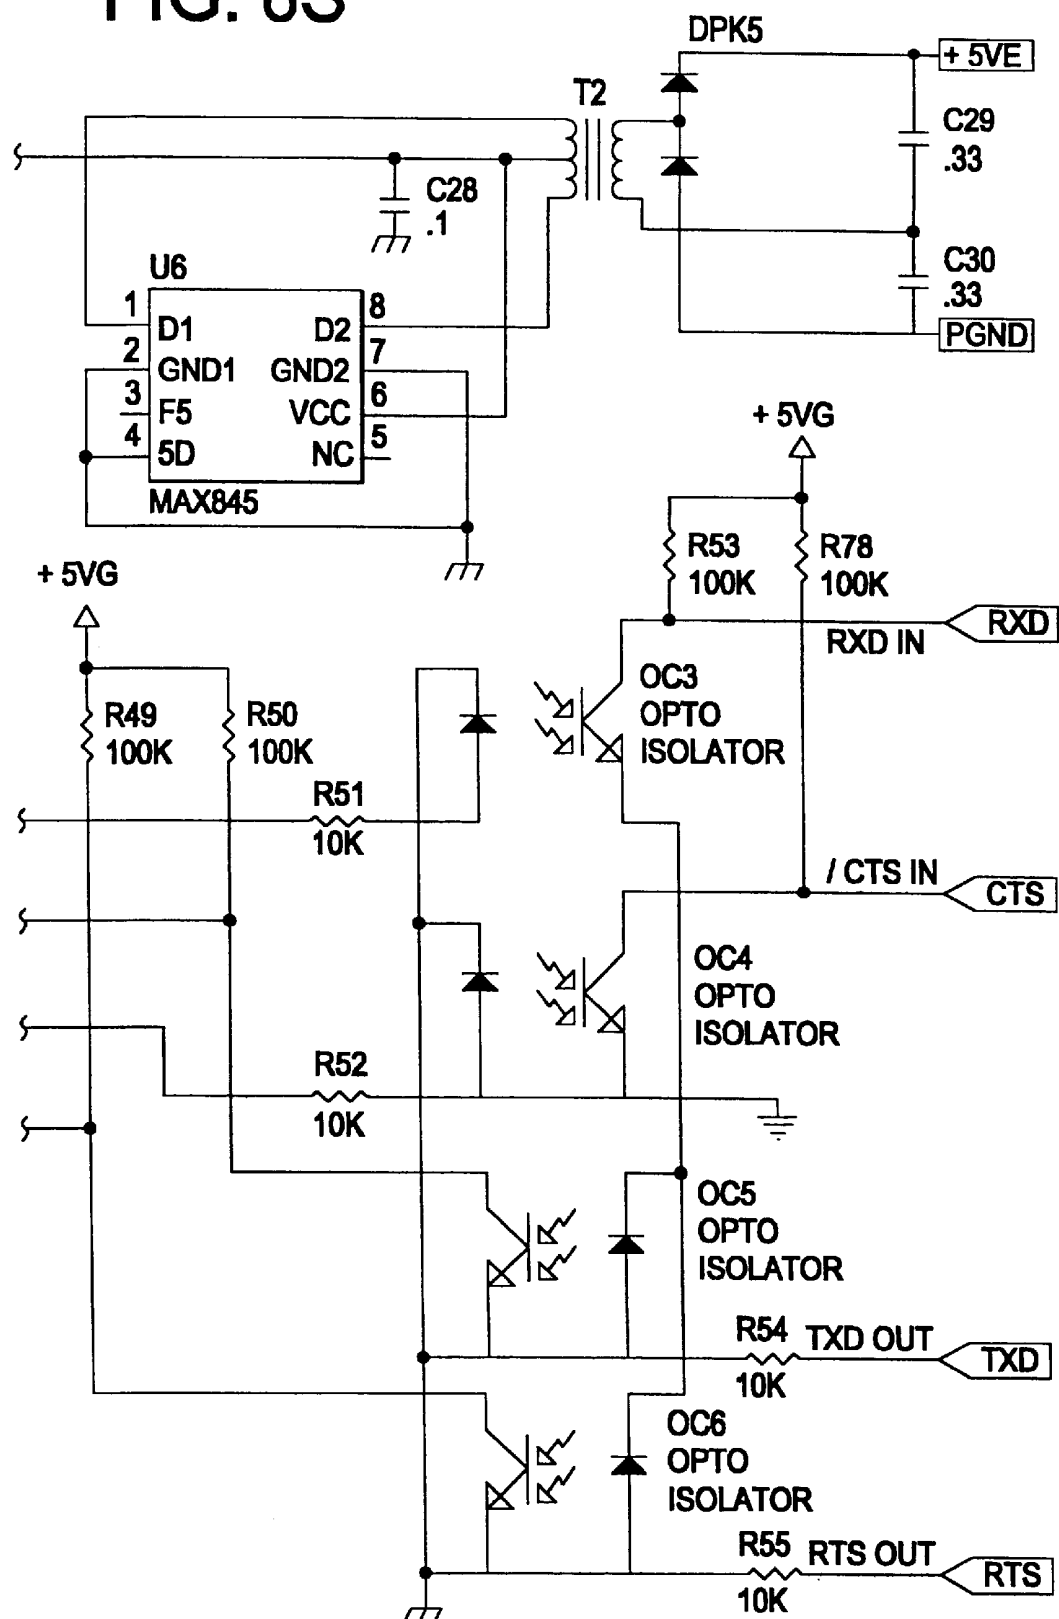 DPK5
+ 5VE
T2
C29
.33
C28
.1
C30
.33
PGND
U6
1
D1
D2
8
2
GND1
GND2
7
3
F5
VCC
6
4
5D
NC
5
MAX845
+ 5VG
R53
100K
R78
100K
RXD
RXD IN
+ 5VG
R49
100K
R50
100K
OC3
OPTO
ISOLATOR
R51
10K
/ CTS IN
CTS
OC4
OPTO
ISOLATOR
R52
10K
OC5
OPTO
ISOLATOR
R54
10K
TXD OUT
TXD
OC6
OPTO
ISOLATOR
R55
10K
RTS OUT
RTS